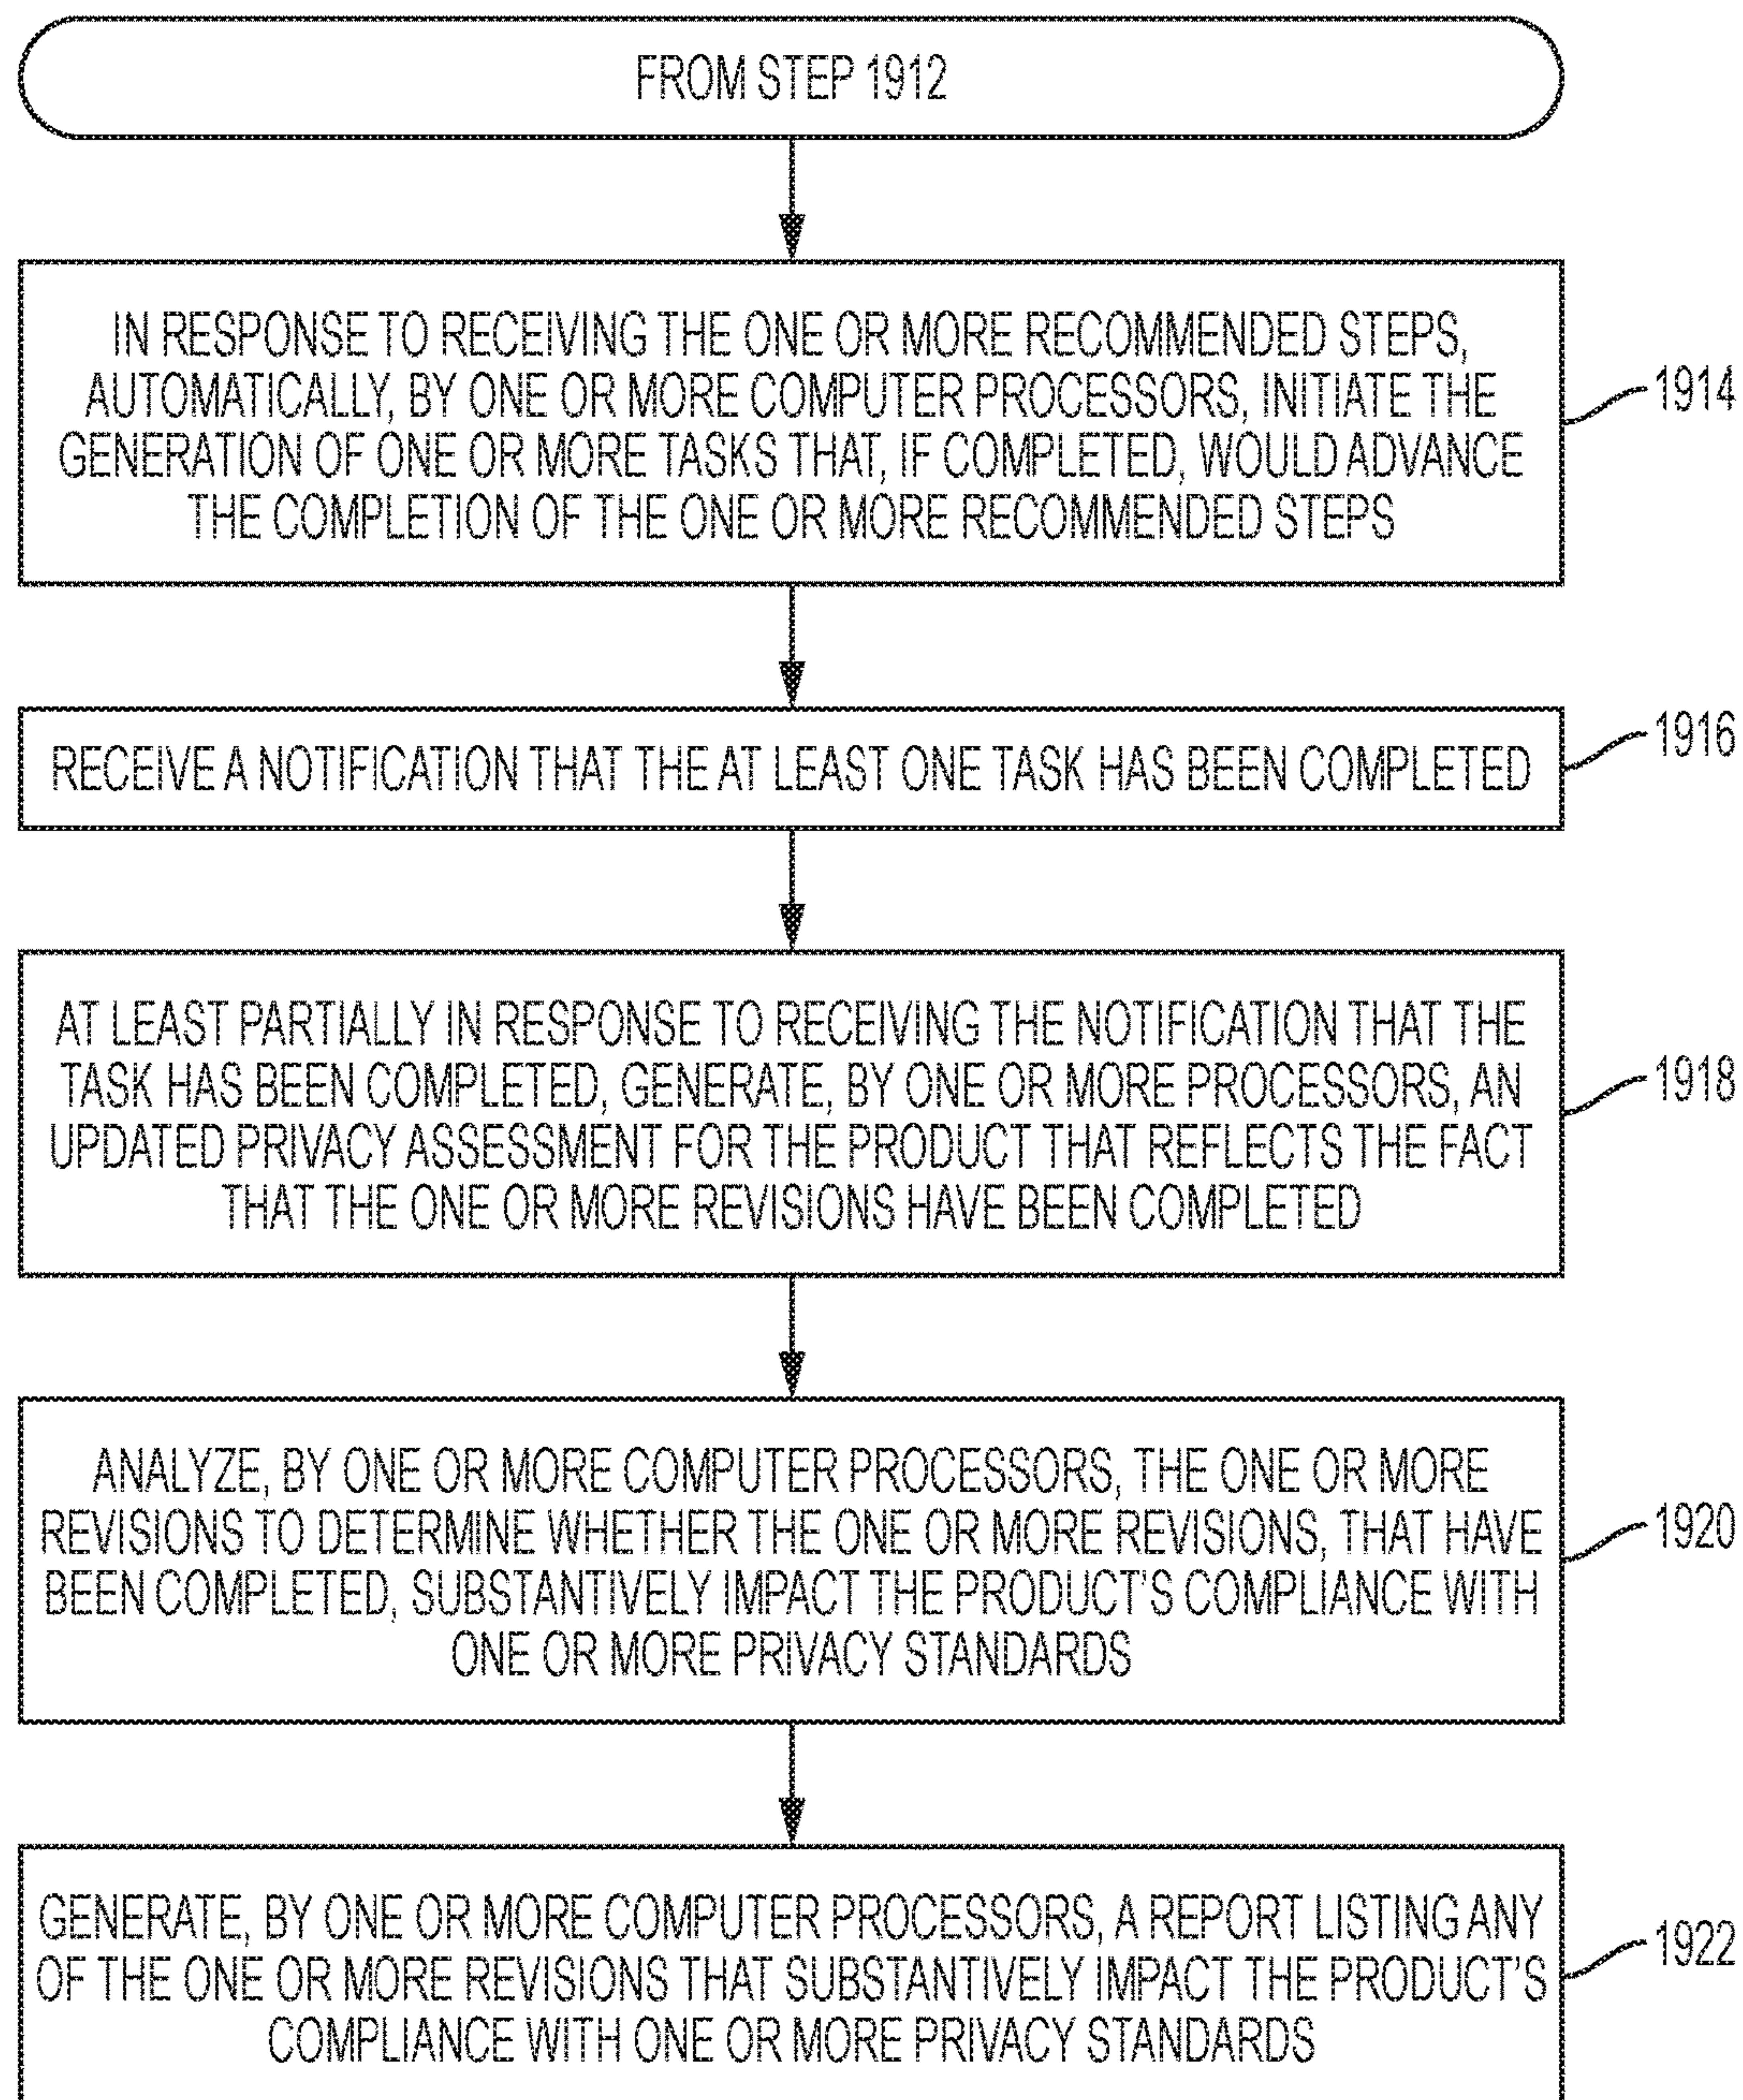 FROM STEP 1912
IN RESPONSE TO RECEIVING THE ONE OR MORE RECOMMENDED STEPS,
AUTOMATICALLY, BY ONE OR MORE COMPUTER PROCESSORS, INITIATE THE
GENERATION OF ONE OR MORE TASKS THAT, IF COMPLETED, WOULD ADVANCE
THE COMPLETION OF THE ONE OR MORE RECOMMENDED STEPS
1914
RECEIVE A NOTIFICATION THAT THE AT LEAST ONE TASK HAS BEEN COMPLETED
1916
AT LEAST PARTIALLY IN RESPONSE TO RECEIVING THE NOTIFICATION THAT THE
TASK HAS BEEN COMPLETED, GENERATE, BY ONE OR MORE PROCESSORS, AN
UPDATED PRIVACY ASSESSMENT FOR THE PRODUCT THAT REFLECTS THE FACT
THAT THE ONE OR MORE REVISIONS HAVE BEEN COMPLETED
1918
ANALYZE, BY ONE OR MORE COMPUTER PROCESSORS, THE ONE OR MORE
REVISIONS TO DETERMINE WHETHER THE ONE OR MORE REVISIONS, THAT HAVE
BEEN COMPLETED, SUBSTANTIVELY IMPACT THE PRODUCT'S COMPLIANCE WITH
ONE OR MORE PRIVACY STANDARDS
1920
GENERATE, BY ONE OR MORE COMPUTER PROCESSORS, A REPORT LISTING ANY
OF THE ONE OR MORE REVISIONS THAT SUBSTANTIVELY IMPACT THE PRODUCT'S
COMPLIANCE WITH ONE OR MORE PRIVACY STANDARDS
1922